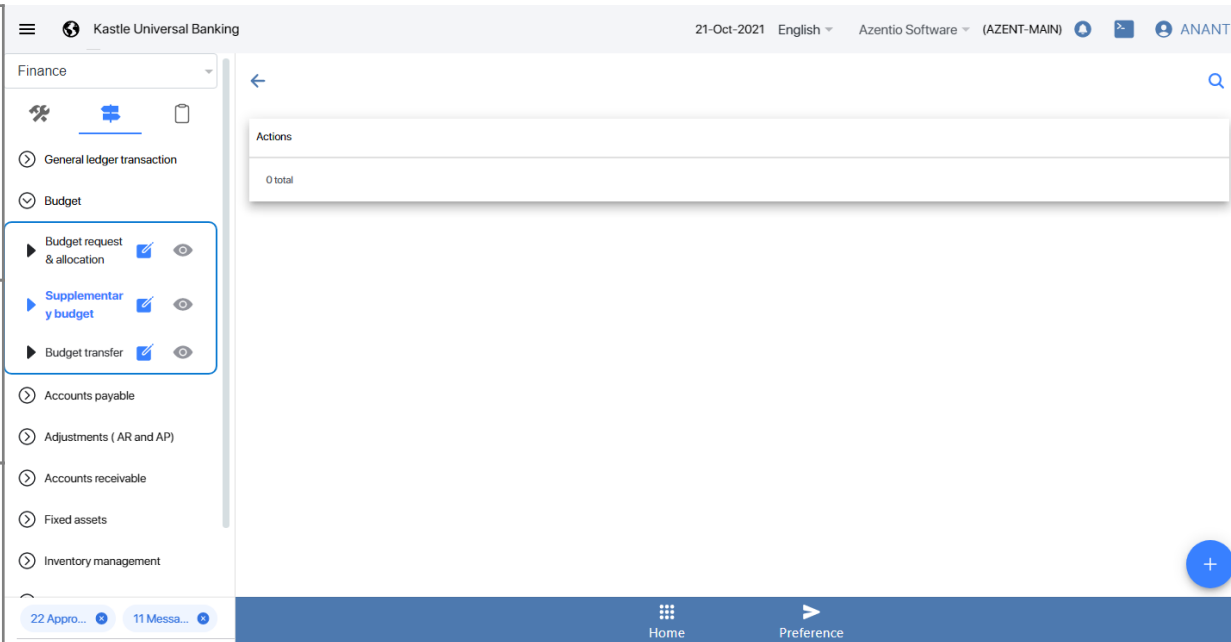 Kastle Universal Banking
21-Oct-2021 English Azentio Software (AZENT-MAIN) ANANT
Finance
Actions
0 total
General ledger transaction
Budget
Budget request
& allocation
Supplementar
y budget
Budget transfer
Accounts payable
Adjustments ( AR and AP)
Accounts receivable
Fixed assets
Inventory management
22 Appro...
11 Messa...
Home
Preference